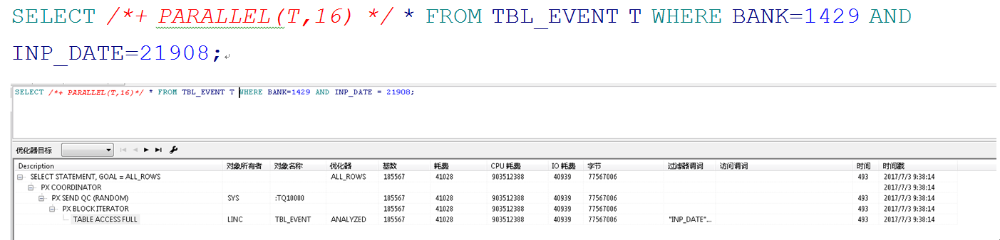 SELECT /*+ PARALLEL(T,16) */ * FROM TBL_EVENT T WHERE BANK=1429 AND
INP_DATE=21908;
SELECT /*+ PARALLEL(T,16)*/ * FROM TBL_EVENT T WHERE BANK=1429 AND INP_DATE = 21908;
优化器目标
Description 对象所有者 对象名称 优化器 基数 耗费 CPU 耗费 IO 耗费 字节 过滤器谓词 访问谓词 时间 时间戳
SELECT STATEMENT, GOAL = ALL_ROWS ALL_ROWS 185567 41028 903512388 40939 77567006 493 2017/7/3 9:38:14
PX COORDINATOR 2017/7/3 9:38:14
PX SEND QC (RANDOM) SYS :TQ10000 185567 41028 903512388 40939 77567006 493 2017/7/3 9:38:14
PX BLOCK ITERATOR 185567 41028 903512388 40939 77567006 493 2017/7/3 9:38:14
TABLE ACCESS FULL LINC TBL_EVENT ANALYZED 185567 41028 903512388 40939 77567006 "INP_DATE"... 493 2017/7/3 9:38:14